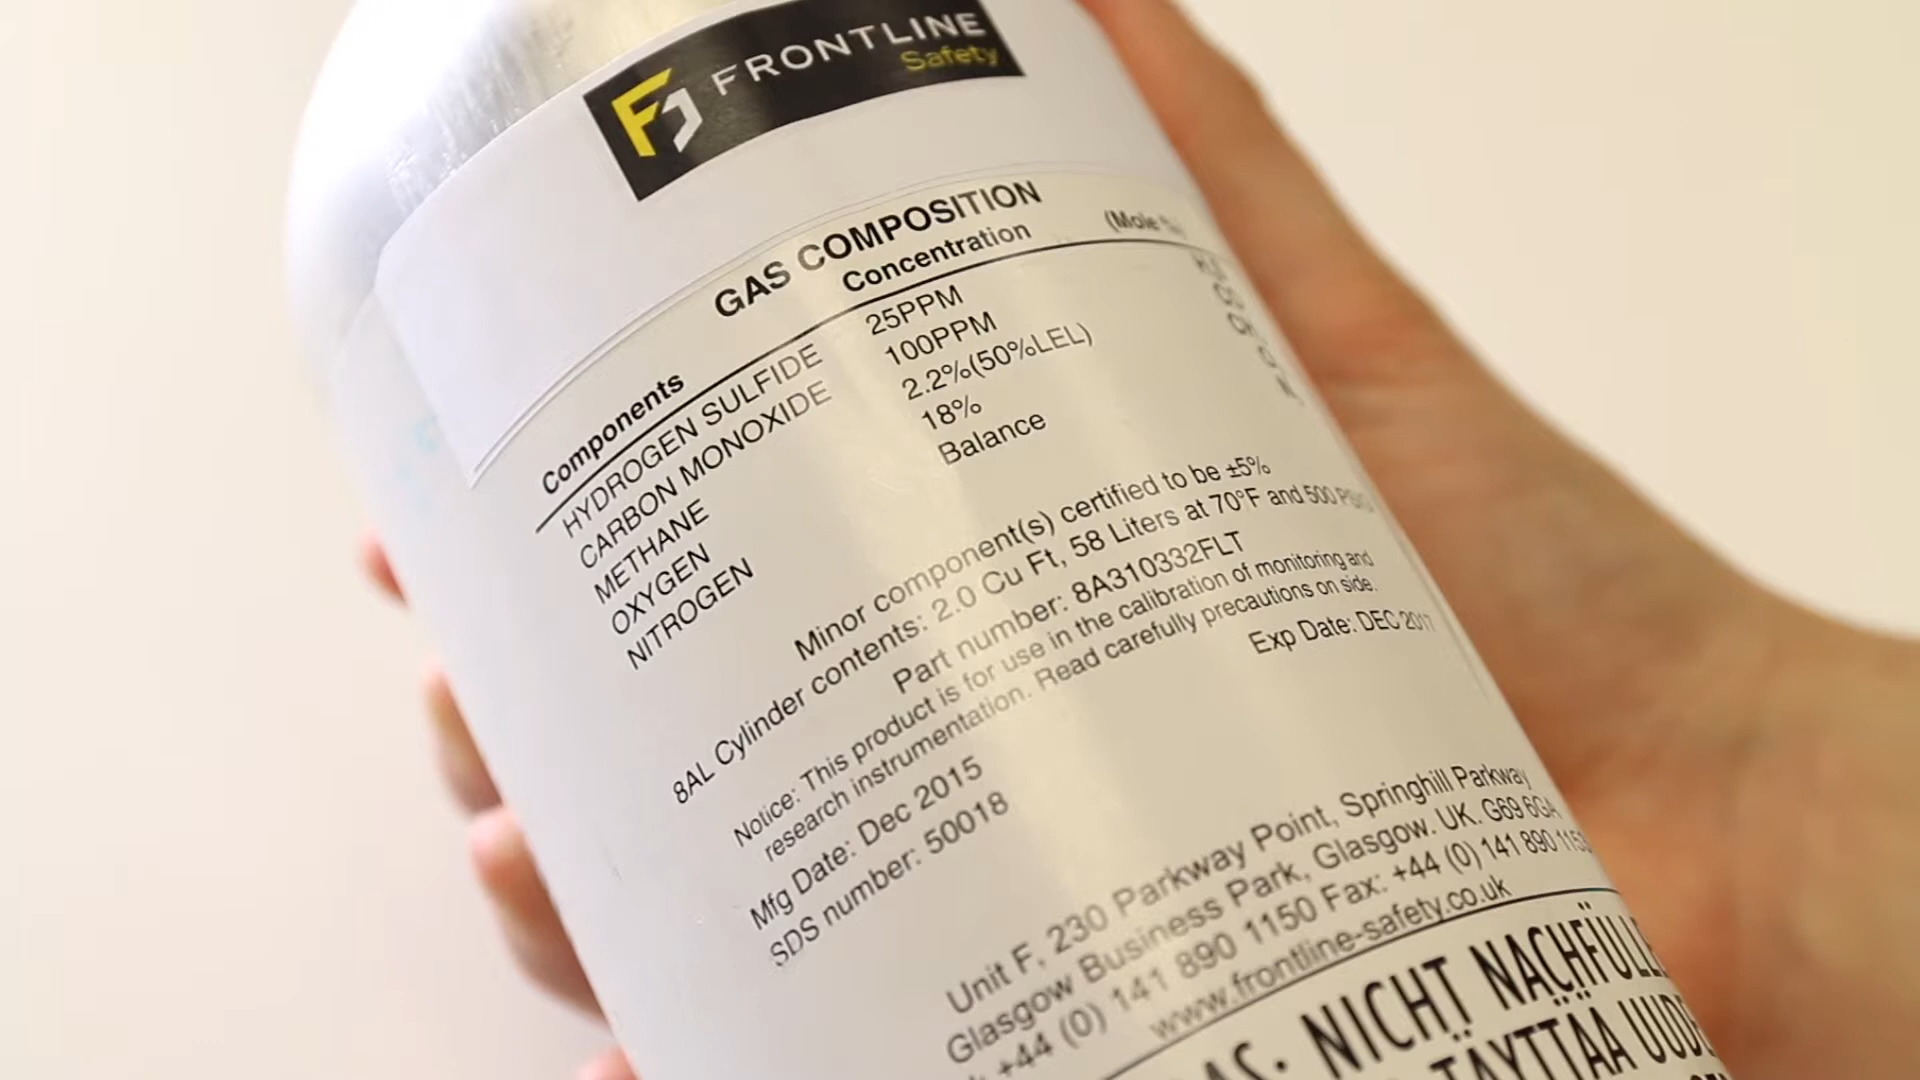 FRONTLINE
Safety
GAS COMPOSITION
Components Concentration (Mole %)
HYDROGEN SULFIDE 25PPM
CARBON MONOXIDE 100PPM
METHANE 2.2%(50%LEL)
OXYGEN 18%
NITROGEN Balance
Minor component(s) certified to be ±5%
8AL Cylinder contents: 2.0 Cu Ft, 58 Liters at 70°F and 500 PSIG
Part number: 8A310332FLT
Notice: This product is for use in the calibration of monitoring and
research instrumentation. Read carefully precautions on side.
Mfg Date: Dec 2015 Exp Date: DEC 2017
SDS number: 50018
Unit F, 230 Parkway Point, Springhill Parkway
Glasgow Business Park, Glasgow. UK. G69 6GA
+44 (0) 141 890 1150 Fax: +44 (0) 141 890 115
www.frontline-safety.co.uk
NICHT